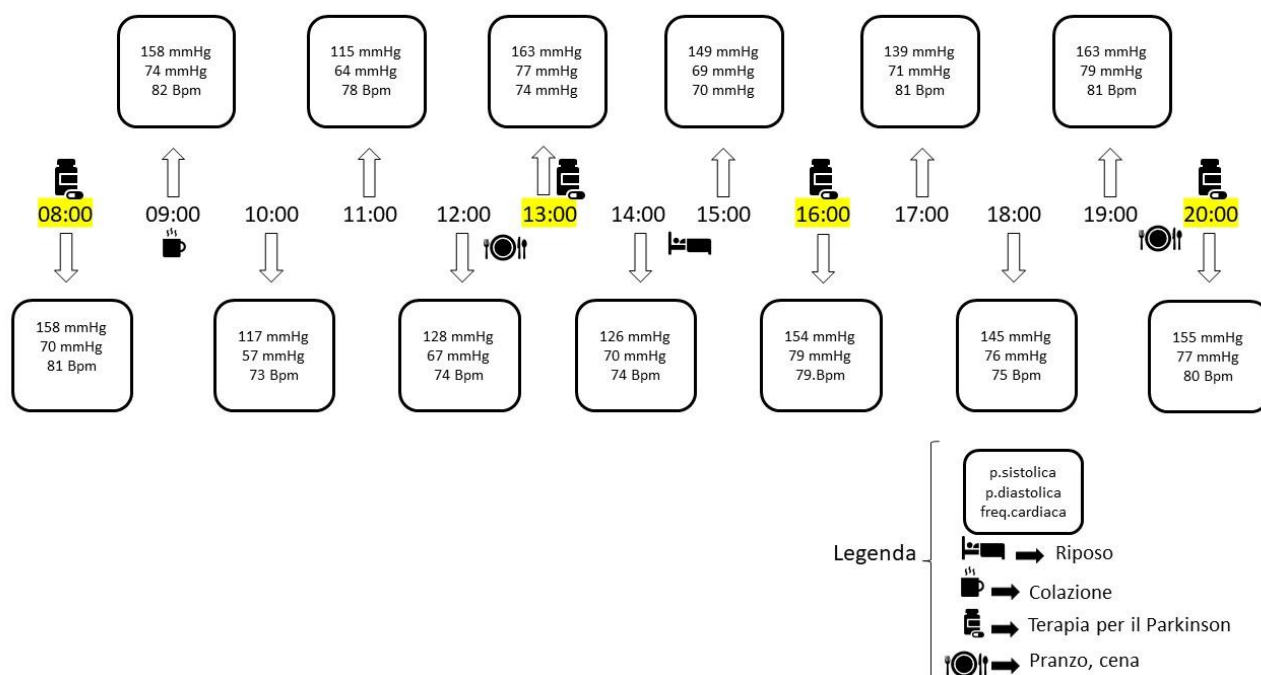 158 mmHg
74 mmHg
82 Bpm
115 mmHg
64 mmHg
78 Bpm
163 mmHg
77 mmHg
74 mmHg
149 mmHg
69 mmHg
70 mmHg
139 mmHg
71 mmHg
81 Bpm
163 mmHg
79 mmHg
81 Bpm
08:00 09:00 10:00 11:00 12:00 13:00 14:00 15:00 16:00 17:00 18:00 19:00 20:00
158 mmHg
70 mmHg
81 Bpm
117 mmHg
57 mmHg
73 Bpm
128 mmHg
67 mmHg
74 Bpm
126 mmHg
70 mmHg
74 Bpm
154 mmHg
79 mmHg
79.Bpm
145 mmHg
76 mmHg
75 Bpm
155 mmHg
77 mmHg
80 Bpm
Legenda
p.sistolica
p.diastolica
freq.cardiaca
Riposo
Colazione
Terapia per il Parkinson
Pranzo, cena